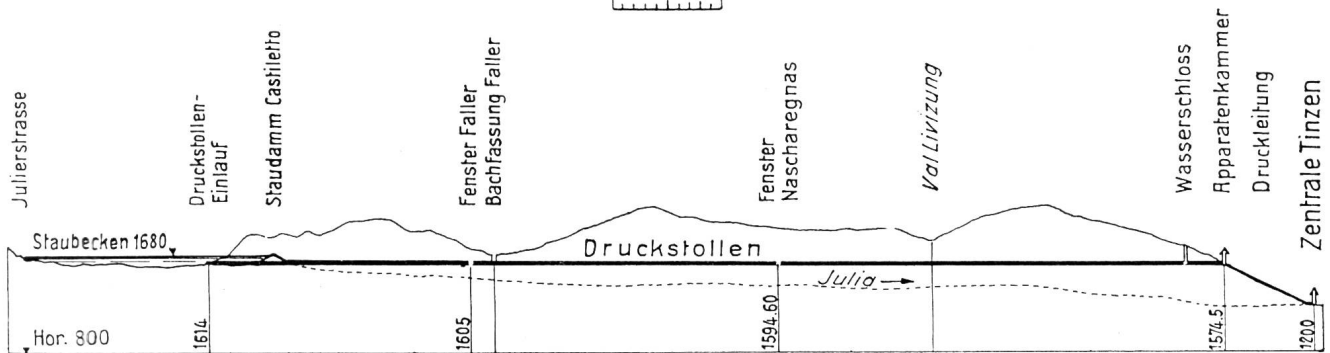 Julierstrasse
Druckstollen-
Einlauf
Staudamm Castiletto
Fenster Faller
Bachfassung Faller
Fenster
Nascharegnas
Val Livizung
Wasserschloss
Apparatenkammer
Druckleitung
Zentrale Tinzen
Staubecken 1680
Druckstollen
Julia
Hor. 800
1614
1605
1594.60
1574.5
1200